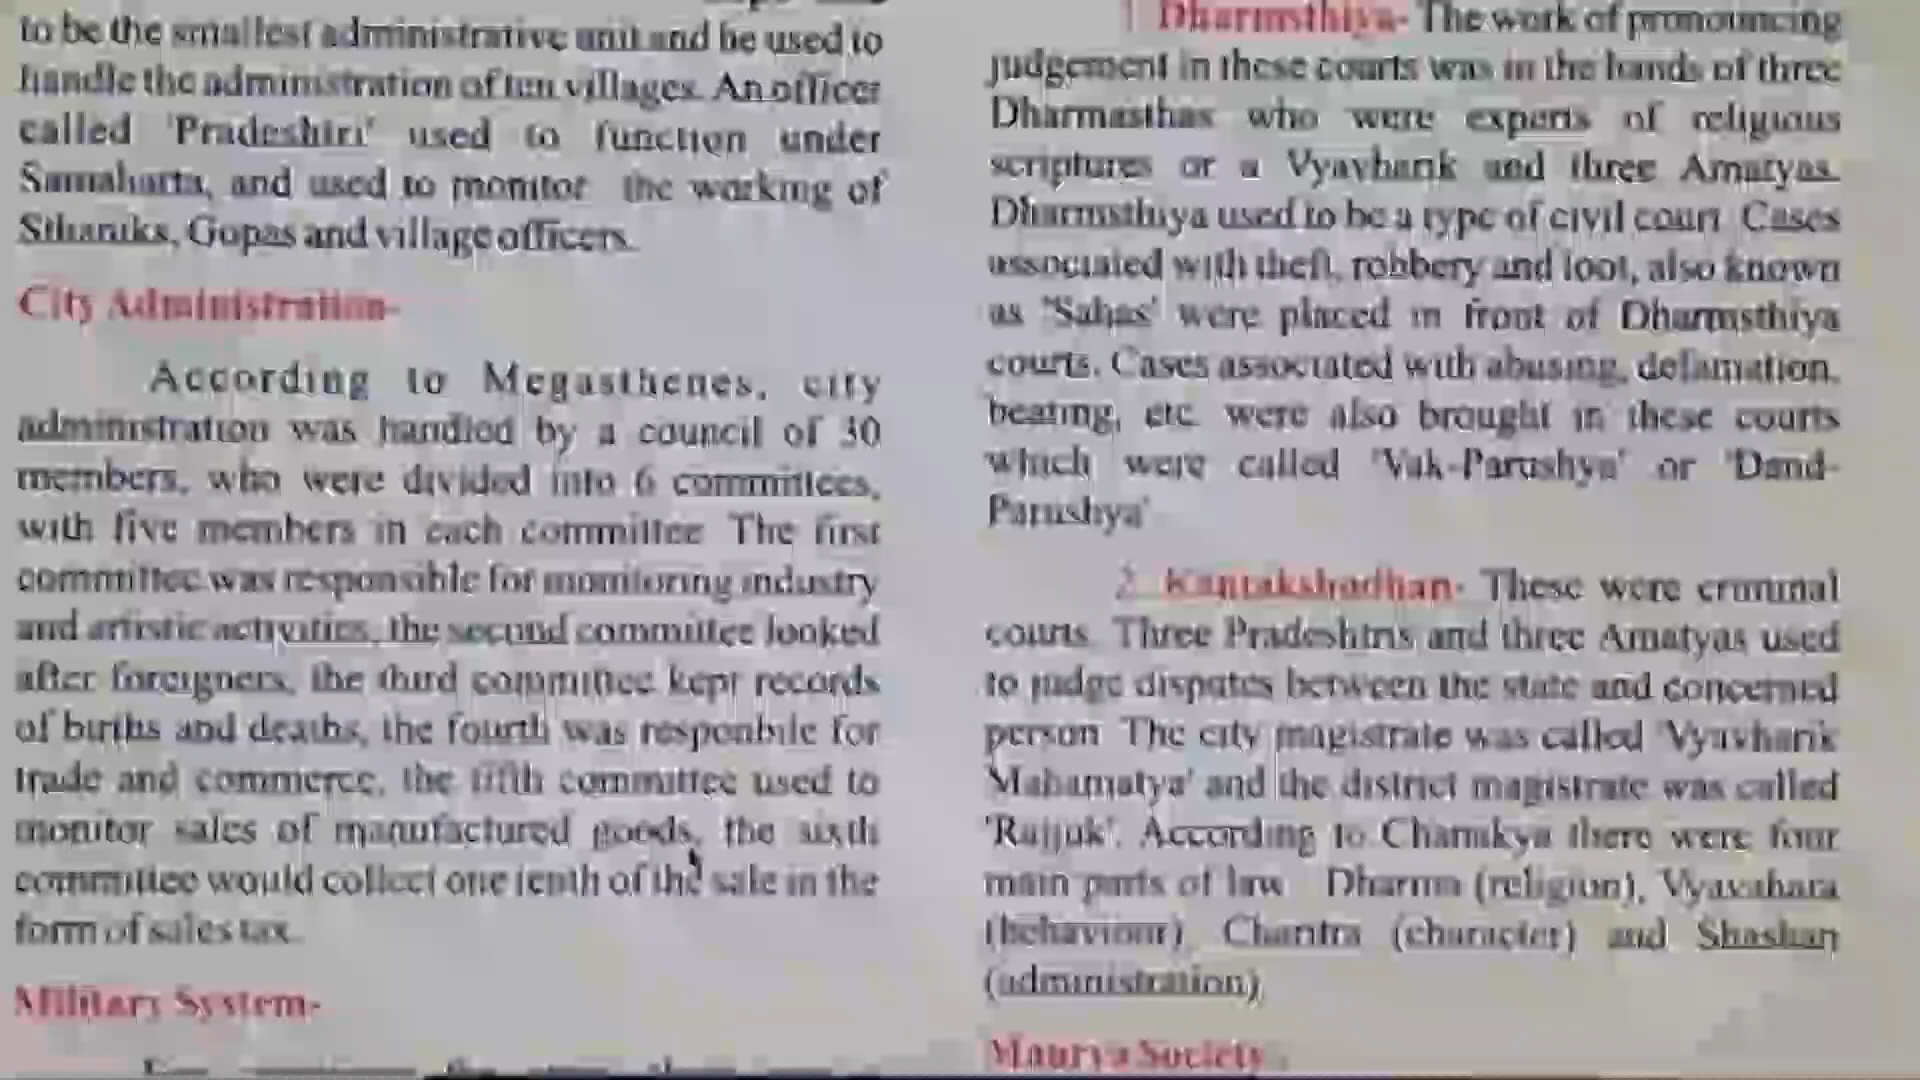 to be the smallest administrative unit and he used to
handle the administration of ten villages. An officer
called 'Pradeshtri' used to function under
Samaharta, and used to monitor the working of
Sthaniks, Gopas and village officers.
City Administration-
According to Megasthenes, city
administration was handled by a council of 30
members, who were divided into 6 committees,
with five members in each committee. The first
committee was responsible for monitoring industry
and artistic activities, the second committee looked
after foreigners, the third committee kept records
of births and deaths, the fourth was responbile for
trade and commerce, the fifth committee used to
monitor sales of manufactured goods, the sixth
committee would collect one tenth of the sale in the
form of sales tax.
Military System-
1. Dharmsthiya- The work of pronouncing
judgement in these courts was in the hands of three
Dharmasthas who were experts of religious
scriptures or a Vyavharik and three Amatyas.
Dharmsthiya used to be a type of civil court. Cases
associated with theft, robbery and loot, also known
as 'Sahas' were placed in front of Dharmsthiya
courts. Cases associated with abusing, defamation,
beating, etc. were also brought in these courts
which were called 'Vak-Parushya' or 'Dand-
Parushya'
2. Kantakshodhan- These were criminal
courts. Three Pradeshtris and three Amatyas used
to judge disputes between the state and concerned
person. The city magistrate was called 'Vyavharik
Mahamatya' and the district magistrate was called
'Rajjuk'. According to Chanakya there were four
main parts of law Dharma (religion), Vyavahara
(behaviour), Charitra (character) and Shashan
(administration)
Maurya Society